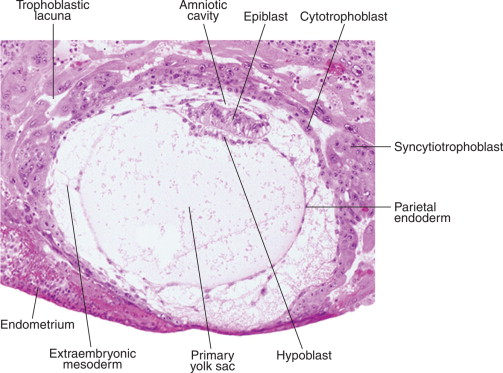 Trophoblastic
lacuna
Amniotic
cavity
Epiblast
Cytotrophoblast
Syncytiotrophoblast
Parietal
endoderm
Endometrium
Extraembryonic
mesoderm
Primary
yolk sac
Hypoblast